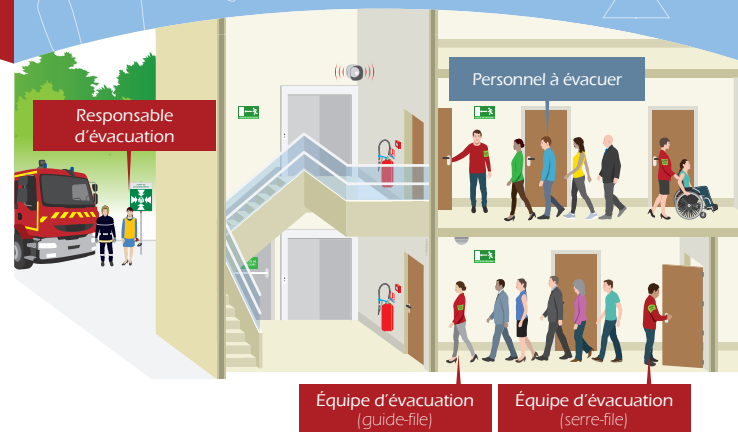 Personnel à évacuer
Responsable
d'évacuation
Équipe d'évacuation
(guide-file)
Équipe d'évacuation
(serre-file)